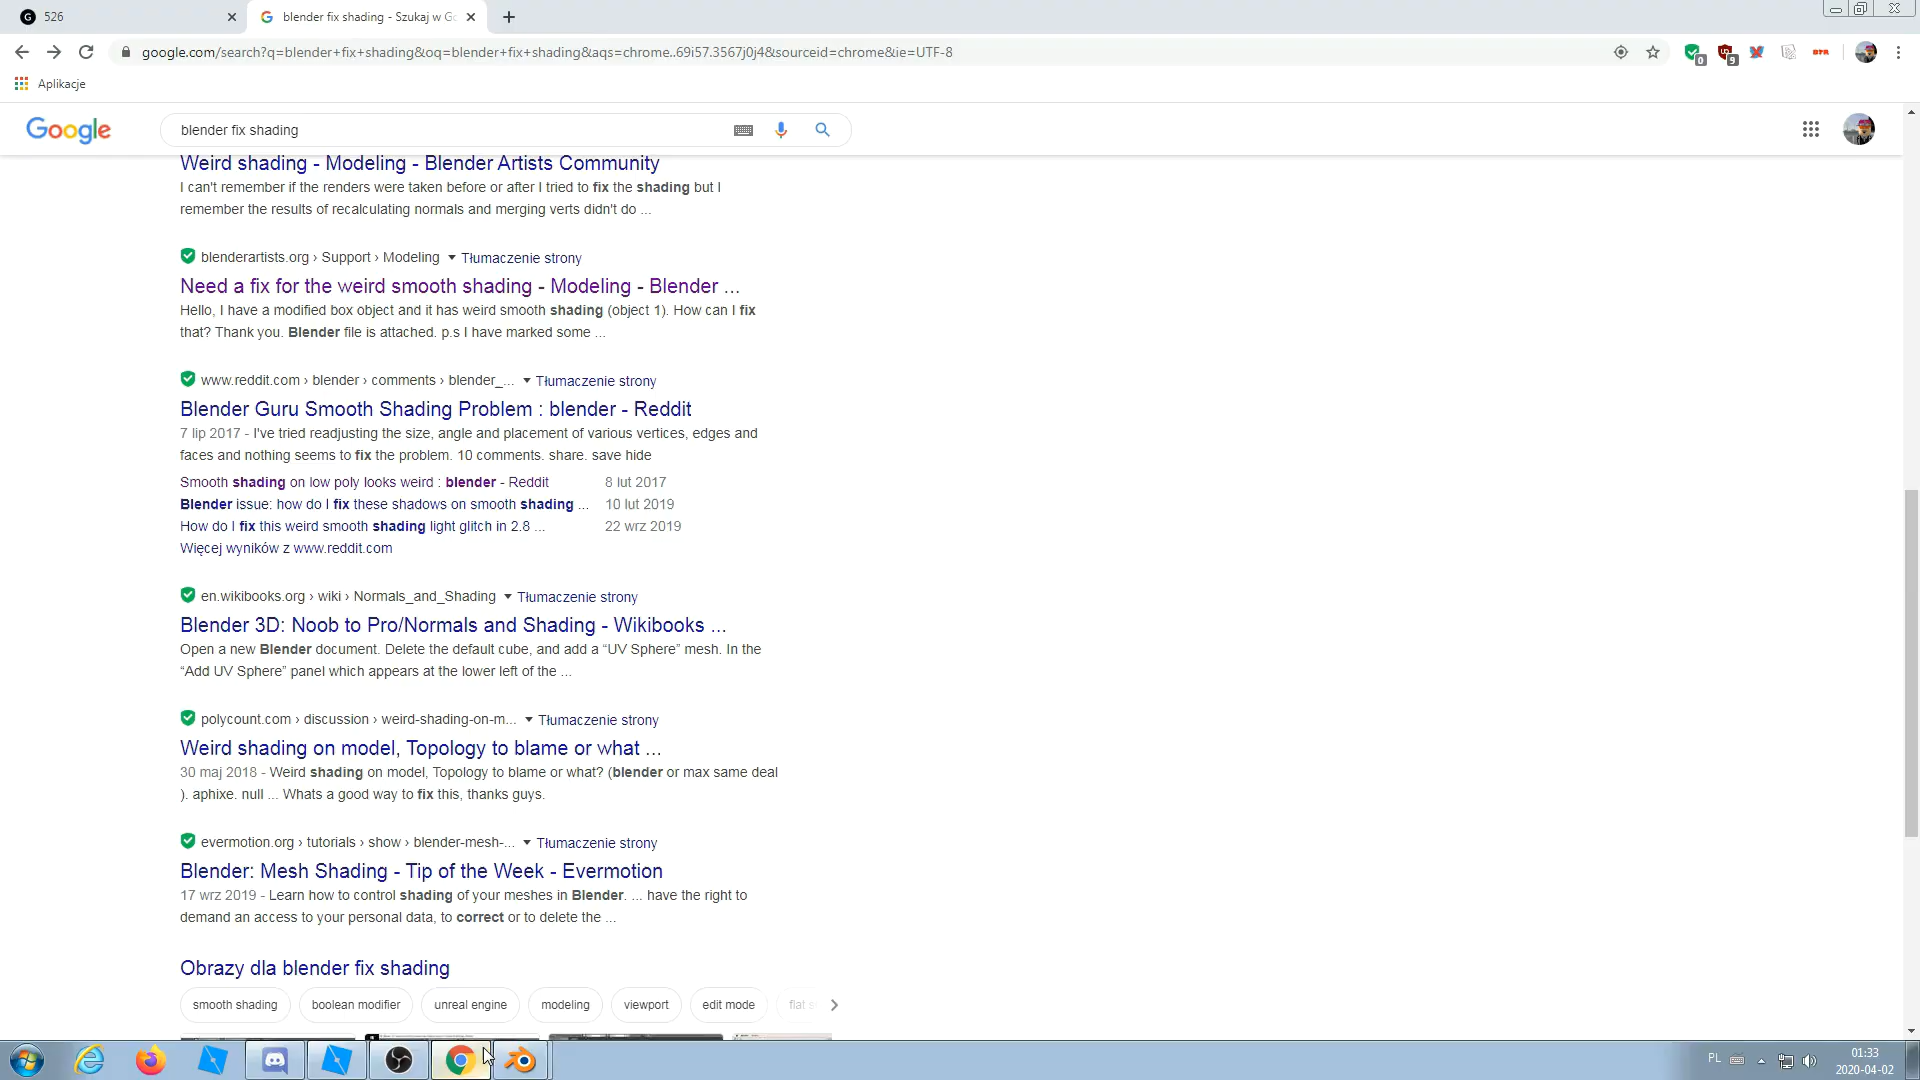 526
blender fix shading - Szukaj w Go
google.com/search?q=blender+fix+shading&oq=blender+fix+shading&aqs=chrome..69i57.3567j0j4&sourceid=chrome&ie=UTF-8
0
9
Aplikacje
Google
blender fix shading
Weird shading - Modeling - Blender Artists Community
I can't remember if the renders were taken before or after I tried to fix the shading but I
remember the results of recalculating normals and merging verts didn't do ...
blenderartists.org › Support › Modeling ▼ Tłumaczenie strony
Need a fix for the weird smooth shading - Modeling - Blender ...
Hello, I have a modified box object and it has weird smooth shading (object 1). How can I fix
that? Thank you. Blender file is attached. p.s I have marked some ...
www.reddit.com › blender › comments › blender_... ▼ Tłumaczenie strony
Blender Guru Smooth Shading Problem : blender - Reddit
7 lip 2017 - I've tried readjusting the size, angle and placement of various vertices, edges and
faces and nothing seems to fix the problem. 10 comments. share. save hide
Smooth shading on low poly looks weird : blender - Reddit 8 lut 2017
Blender issue: how do I fix these shadows on smooth shading ... 10 lut 2019
How do I fix this weird smooth shading light glitch in 2.8 ... 22 wrz 2019
Więcej wyników z www.reddit.com
en.wikibooks.org › wiki › Normals_and_Shading ▼ Tłumaczenie strony
Blender 3D: Noob to Pro/Normals and Shading - Wikibooks ...
Open a new Blender document. Delete the default cube, and add a “UV Sphere” mesh. In the
“Add UV Sphere” panel which appears at the lower left of the ...
polycount.com › discussion › weird-shading-on-m... ▼ Tłumaczenie strony
Weird shading on model, Topology to blame or what ...
30 maj 2018 - Weird shading on model, Topology to blame or what? (blender or max same deal
). aphixe. null ... Whats a good way to fix this, thanks guys.
evermotion.org › tutorials › show › blender-mesh-... ▼ Tłumaczenie strony
Blender: Mesh Shading - Tip of the Week - Evermotion
17 wrz 2019 - Learn how to control shading of your meshes in Blender. ... have the right to
demand an access to your personal data, to correct or to delete the ...
Obrazy dla blender fix shading
smooth shading boolean modifier unreal engine modeling viewport edit mode flat s
PL
01:33
2020-04-02